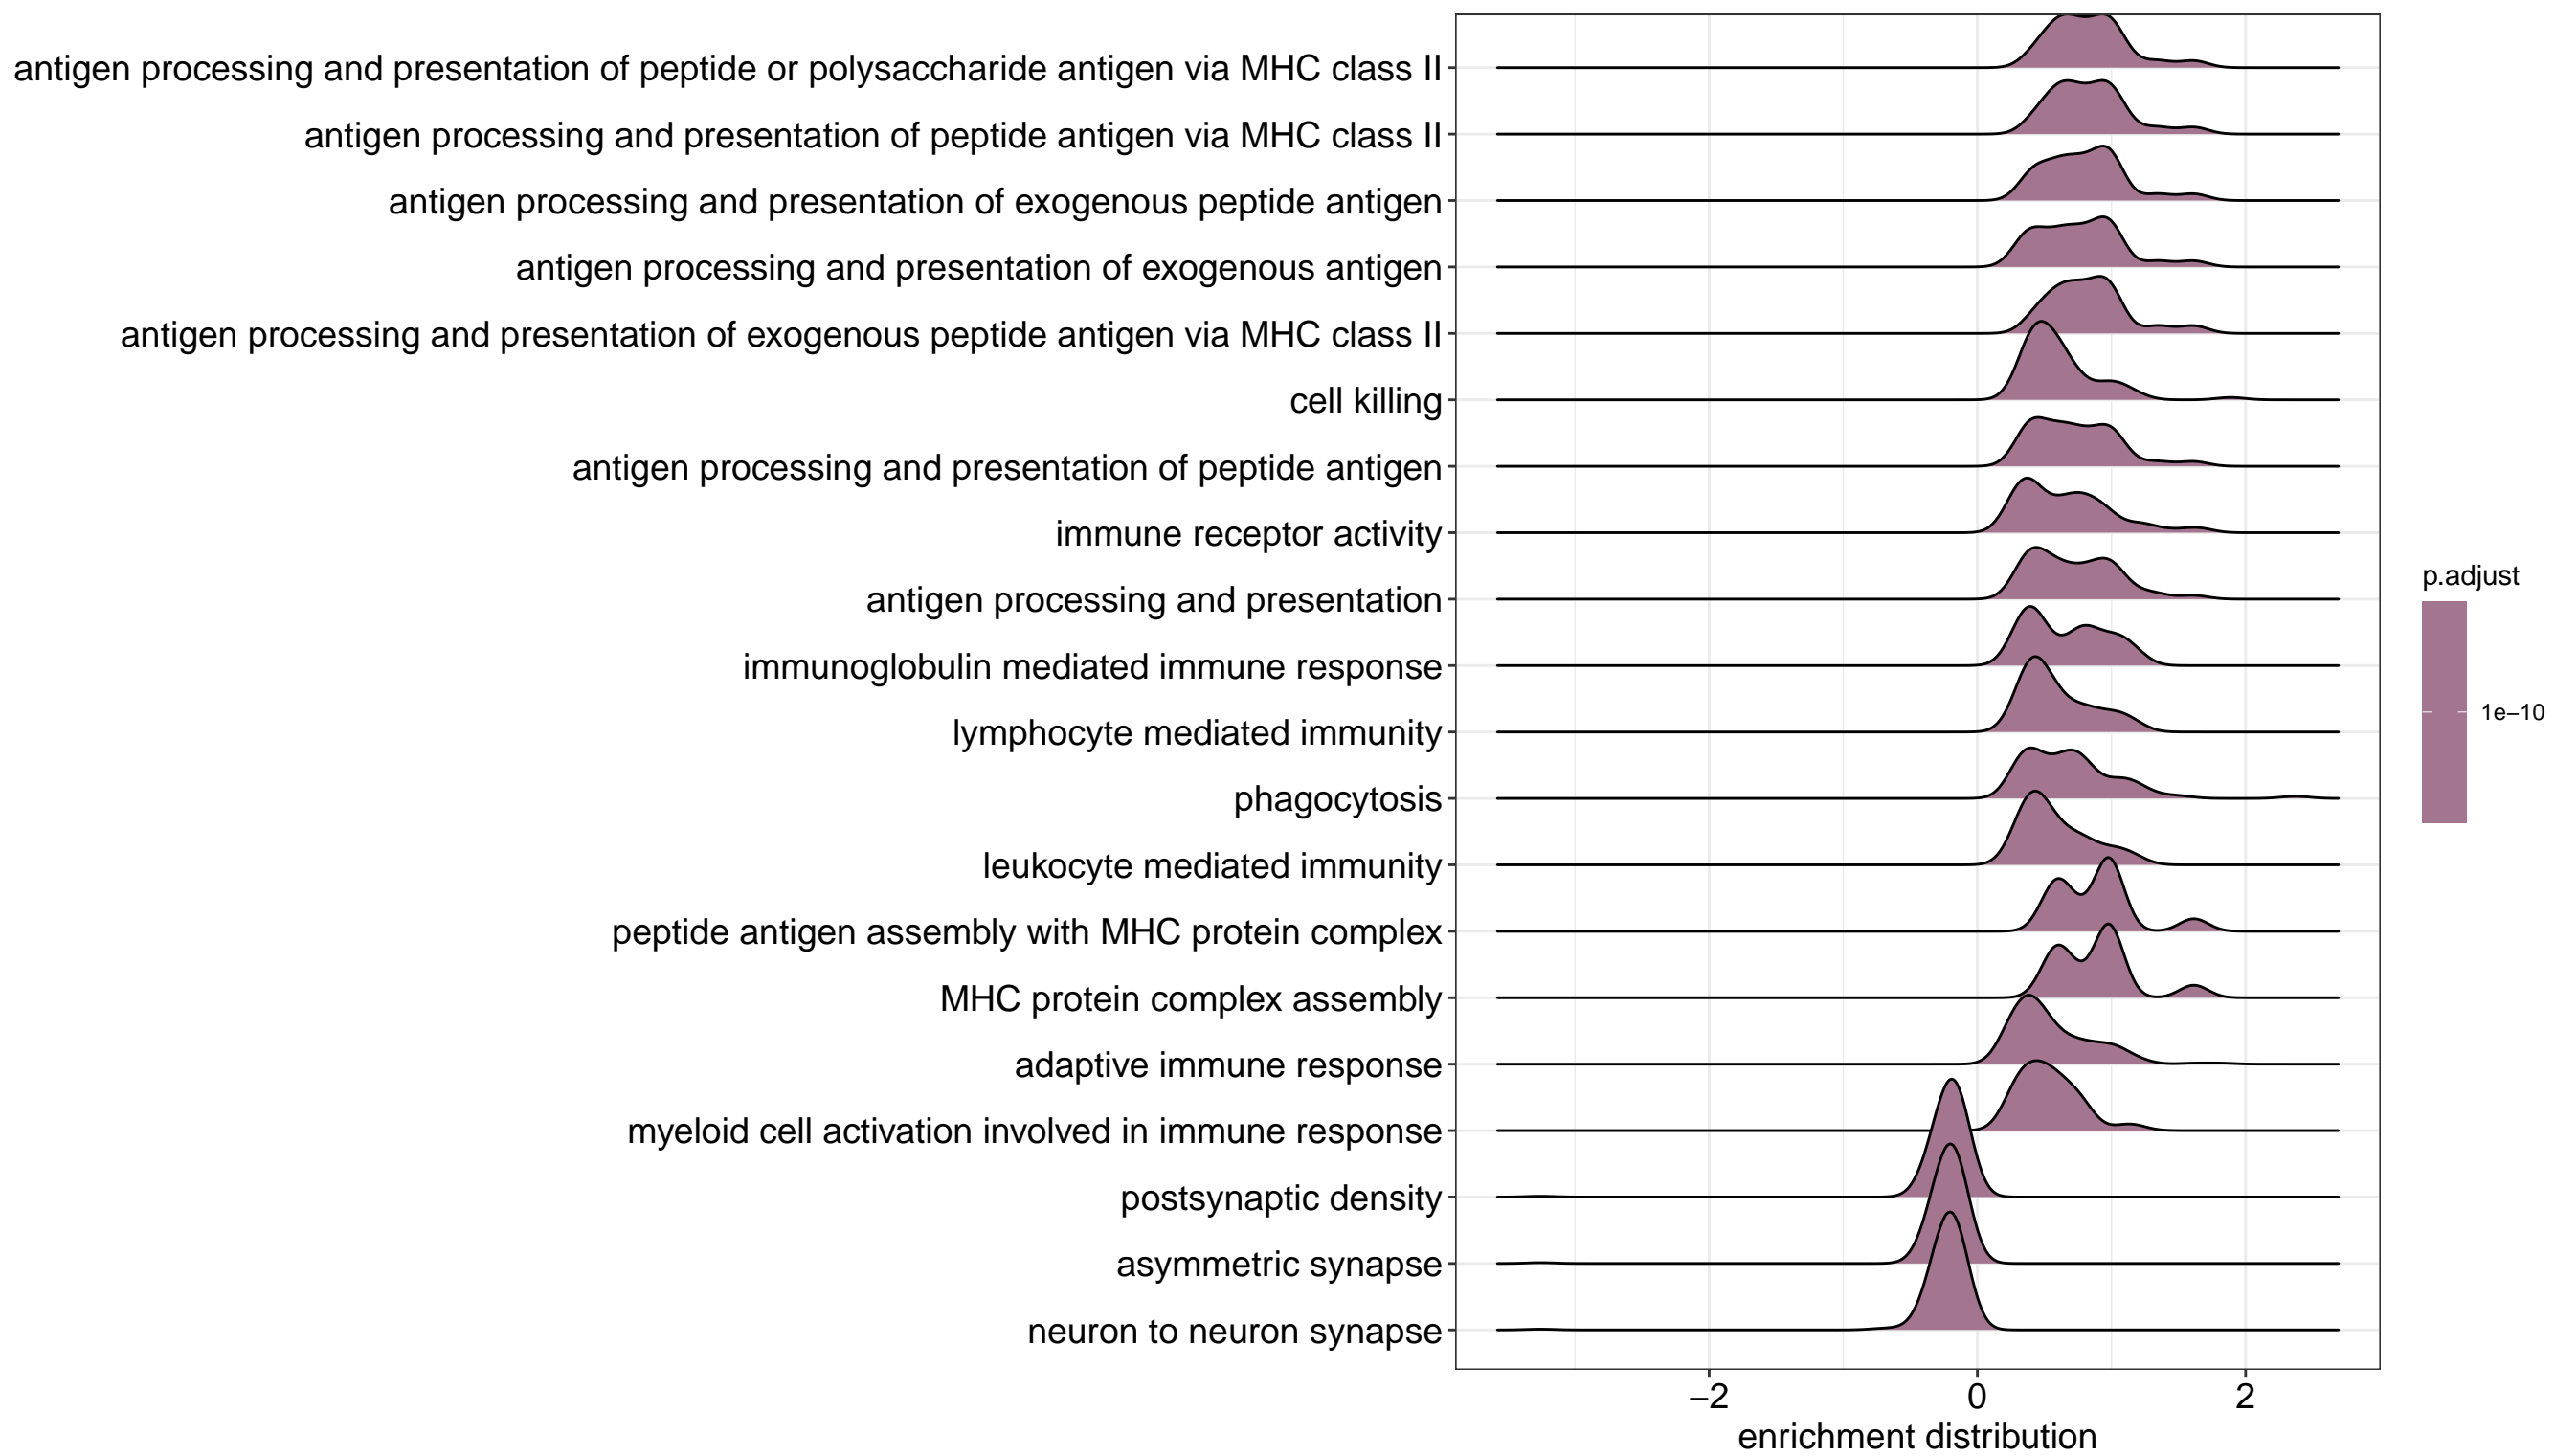 antigen processing and presentation of peptide or polysaccharide antigen via MHC class II
antigen processing and presentation of peptide antigen via MHC class II
antigen processing and presentation of exogenous peptide antigen
antigen processing and presentation of exogenous antigen
antigen processing and presentation of exogenous peptide antigen via MHC class II
cell killing
antigen processing and presentation of peptide antigen
immune receptor activity
antigen processing and presentation
immunoglobulin mediated immune response
lymphocyte mediated immunity
phagocytosis
leukocyte mediated immunity
peptide antigen assembly with MHC protein complex
MHC protein complex assembly
adaptive immune response
myeloid cell activation involved in immune response
postsynaptic density
asymmetric synapse
neuron to neuron synapse
−2 0 2
enrichment distribution
p.adjust
1e−10